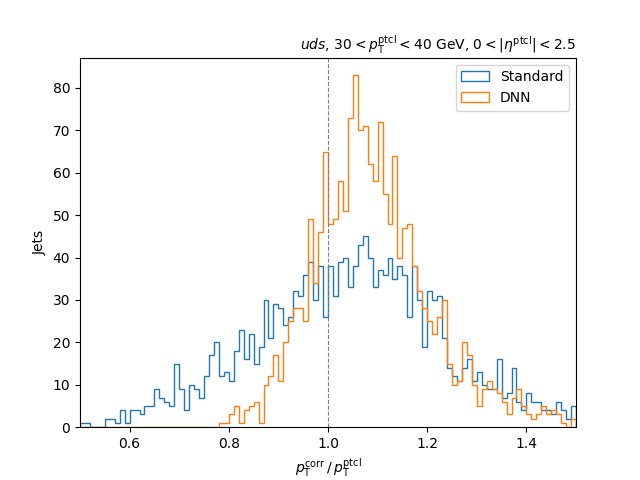 uds, 30 < p_T^ptcl < 40 GeV, 0 < |η^ptcl| < 2.5
Standard
DNN
80
70
60
50
40
30
20
10
0
Jets
0.6 0.8 1.0 1.2 1.4
p_T^corr / p_T^ptcl